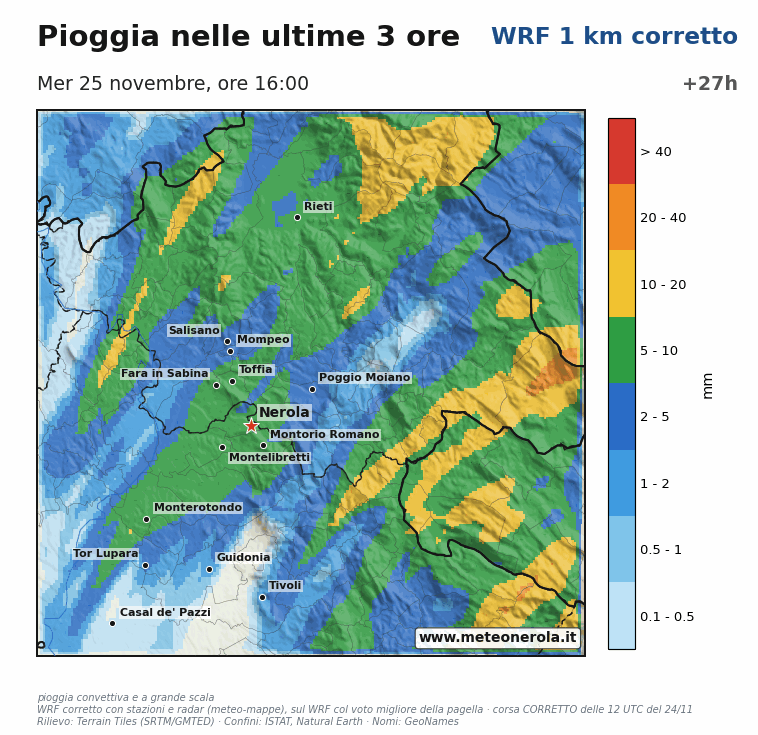 Pioggia nelle ultime 3 ore WRF 1 km corretto
Mer 25 novembre, ore 16:00 +27h
> 40
20 - 40
10 - 20
5 - 10
2 - 5
1 - 2
0.5 - 1
0.1 - 0.5
mm
Rieti
Salisano
Mompeo
Toffia
Fara in Sabina
Poggio Moiano
Nerola
Montorio Romano
Montelibretti
Monterotondo
Tor Lupara
Guidonia
Tivoli
Casal de' Pazzi
www.meteonerola.it
pioggia convettiva e a grande scala
WRF corretto con stazioni e radar (meteo-mappe), sul WRF col voto migliore della pagella · corsa CORRETTO delle 12 UTC del 24/11
Rilievo: Terrain Tiles (SRTM/GMTED) · Confini: ISTAT, Natural Earth · Nomi: GeoNames